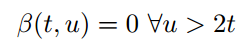 β(t, u) = 0 ∀u > 2t